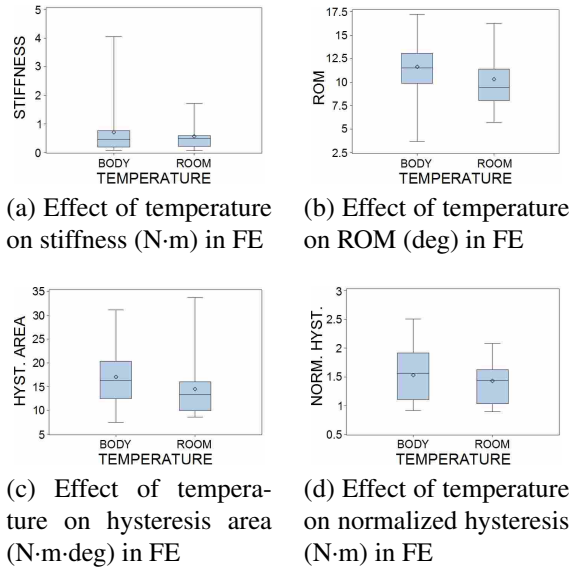 5
4
3
2
1
0
STIFFNESS
BODY ROOM
TEMPERATURE
(a) Effect of temperature
on stiffness (N·m) in FE
17.5
15
12.5
10
7.5
5
2.5
ROM
BODY ROOM
TEMPERATURE
(b) Effect of temperature
on ROM (deg) in FE
35
30
25
20
15
10
5
HYST. AREA
BODY ROOM
TEMPERATURE
(c) Effect of tempera-
ture on hysteresis area
(N·m·deg) in FE
3
2.5
2
1.5
1
0.5
NORM. HYST.
BODY ROOM
TEMPERATURE
(d) Effect of temperature
on normalized hysteresis
(N·m) in FE